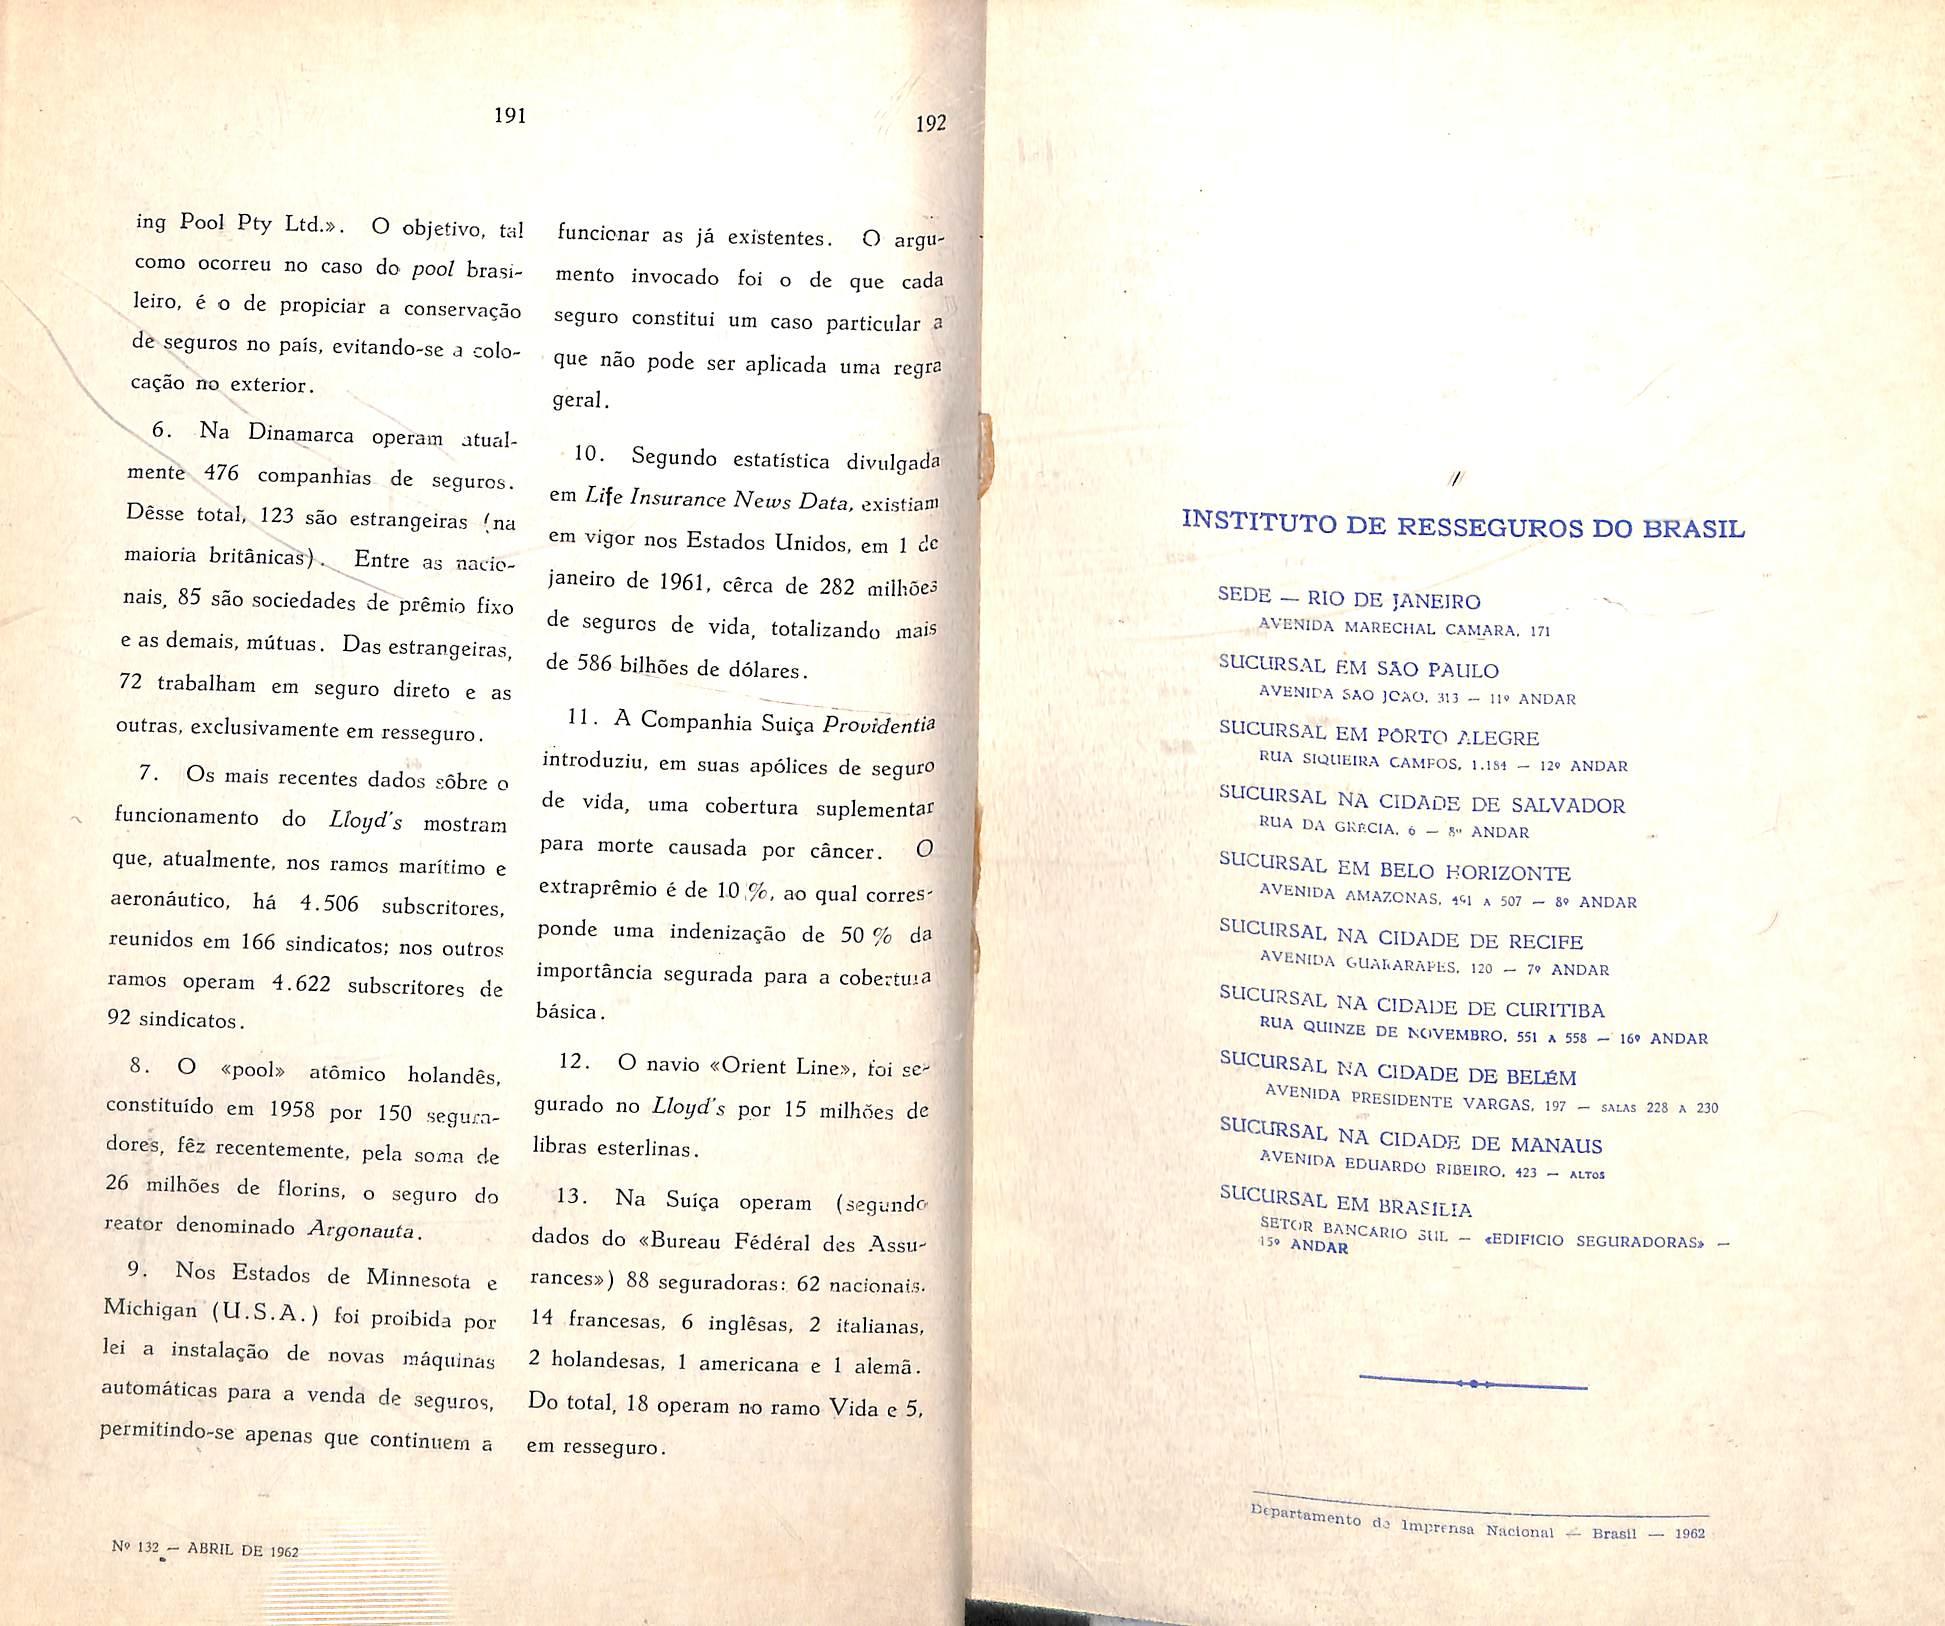 191
ing Pool Pty Ltd.». O objetivo, tal
como ocorreu no caso do pool brasi-
leiro, é o de propiciar a conservação
de seguros no país, evitando-se a colo-
cação no exterior.
6. Na Dinamarca operam atual-
mente 476 companhias de seguros.
Dêsse total, 123 são estrangeiras (na
maioria britânicas). Entre as nacio-
nais, 85 são sociedades de prêmio fixo
e as demais, mútuas. Das estrangeiras,
72 trabalham em seguro direto e as
outras, exclusivamente em resseguro.
7. Os mais recentes dados sôbre o
funcionamento do Lloyd's mostram
que, atualmente, nos ramos marítimo e
aeronáutico, há 4.506 subscritores,
reunidos em 166 sindicatos; nos outros
ramos operam 4.622 subscritores de
92 sindicatos.
8. O «pool» atômico holandês,
constituído em 1958 por 150 segura-
dores, fêz recentemente, pela soma de
26 milhões de florins, o seguro do
reator denominado Argonauta.
9. Nos Estados de Minnesota e
Michigan (U.S.A.) foi proibida por
lei a instalação de novas máquinas
automáticas para a venda de seguros,
permitindo-se apenas que continuem a
Nº 132 — ABRIL DE 1962
192
funcionar as já existentes. O argu-
mento invocado foi o de que cada
seguro constitui um caso particular a
que não pode ser aplicada uma regra
geral.
10. Segundo estatística divulgada
em Life Insurance News Data, existiam
em vigor nos Estados Unidos, em 1 de
janeiro de 1961, cêrca de 282 milhões
de seguros de vida, totalizando mais
de 586 bilhões de dólares.
11. A Companhia Suiça Providentia
introduziu, em suas apólices de seguro
de vida, uma cobertura suplementar
para morte causada por câncer. O
extraprêmio é de 10 %, ao qual corres-
ponde uma indenização de 50 % da
importância segurada para a cobertura
básica.
12. O navio «Orient Line», foi se-
gurado no Lloyd's por 15 milhões de
libras esterlinas.
13. Na Suíça operam (segundo
dados do «Bureau Fédéral des Assu-
rances») 88 seguradoras: 62 nacionais.
14 francesas, 6 inglêsas, 2 italianas,
2 holandesas, 1 americana e 1 alemã.
Do total, 18 operam no ramo Vida e 5,
em resseguro.
INSTITUTO DE RESSEGUROS DO BRASIL
SEDE — RIO DE JANEIRO
AVENIDA MARECHAL CAMARA, 171
SUCURSAL EM SÃO PAULO
AVENIDA SAO JOAO, 313 — 11º ANDAR
SUCURSAL EM PÔRTO ALEGRE
RUA SIQUEIRA CAMPOS, 1.184 — 12º ANDAR
SUCURSAL NA CIDADE DE SALVADOR
RUA DA GRÉCIA, 6 — 8º ANDAR
SUCURSAL EM BELO HORIZONTE
AVENIDA AMAZONAS, 491 A 507 — 8º ANDAR
SUCURSAL NA CIDADE DE RECIFE
AVENIDA GUARARAPES, 120 — 7º ANDAR
SUCURSAL NA CIDADE DE CURITIBA
RUA QUINZE DE NOVEMBRO, 551 A 558 — 16º ANDAR
SUCURSAL NA CIDADE DE BELÉM
AVENIDA PRESIDENTE VARGAS, 197 — SALAS 228 A 230
SUCURSAL NA CIDADE DE MANAUS
AVENIDA EDUARDO RIBEIRO, 423 — ALTOS
SUCURSAL EM BRASILIA
SETOR BANCARIO SUL — «EDIFICIO SEGURADORAS» —
15º ANDAR
Departamento de Imprensa Nacional — Brasil — 1962